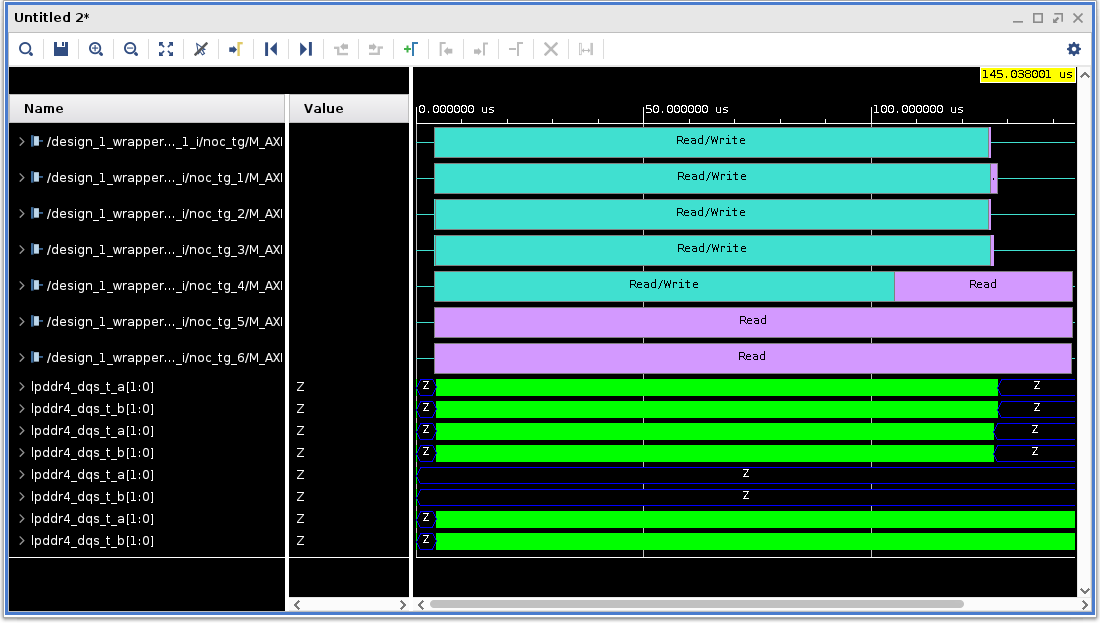 Untitled 2*
145.038001 us
Name
Value
0.000000 us
50.000000 us
100.000000 us
/design_1_wrapper..._1_i/noc_tg/M_AXI
Read/Write
/design_1_wrapper..._i/noc_tg_1/M_AXI
Read/Write
/design_1_wrapper..._i/noc_tg_2/M_AXI
Read/Write
/design_1_wrapper..._i/noc_tg_3/M_AXI
Read/Write
/design_1_wrapper..._i/noc_tg_4/M_AXI
Read/Write
Read
/design_1_wrapper..._i/noc_tg_5/M_AXI
Read
/design_1_wrapper..._i/noc_tg_6/M_AXI
Read
lpddr4_dqs_t_a[1:0] Z Z Z
lpddr4_dqs_t_b[1:0] Z Z Z
lpddr4_dqs_t_a[1:0] Z Z Z
lpddr4_dqs_t_b[1:0] Z Z Z
lpddr4_dqs_t_a[1:0] Z Z
lpddr4_dqs_t_b[1:0] Z Z
lpddr4_dqs_t_a[1:0] Z Z
lpddr4_dqs_t_b[1:0] Z Z